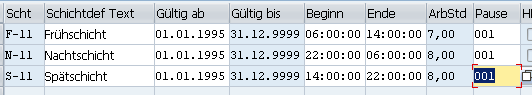 Scht Schichtdef Text Gültig ab Gültig bis Beginn Ende ArbStd Pause
F-11 Frühschicht 01.01.1995 31.12.9999 06:00:00 14:00:00 7,00 001
N-11 Nachtschicht 01.01.1995 31.12.9999 22:00:00 06:00:00 8,00 001
S-11 Spätschicht 01.01.1995 31.12.9999 14:00:00 22:00:00 8,00 001